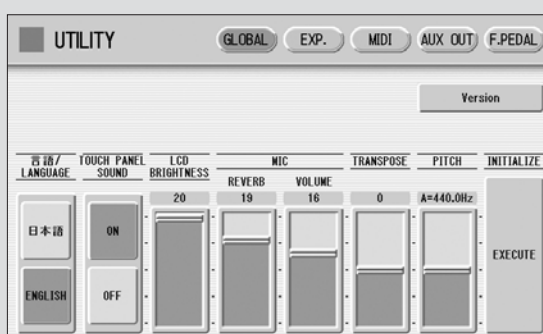 UTILITY
GLOBAL EXP. MIDI AUX OUT F.PEDAL
Version
言語/
LANGUAGE
TOUCH PANEL
SOUND
LCD
BRIGHTNESS
MIC
TRANSPOSE
PITCH
INITIALIZE
REVERB VOLUME
20 19 16 0 A=440.0Hz
日本語
ON
EXECUTE
ENGLISH
OFF